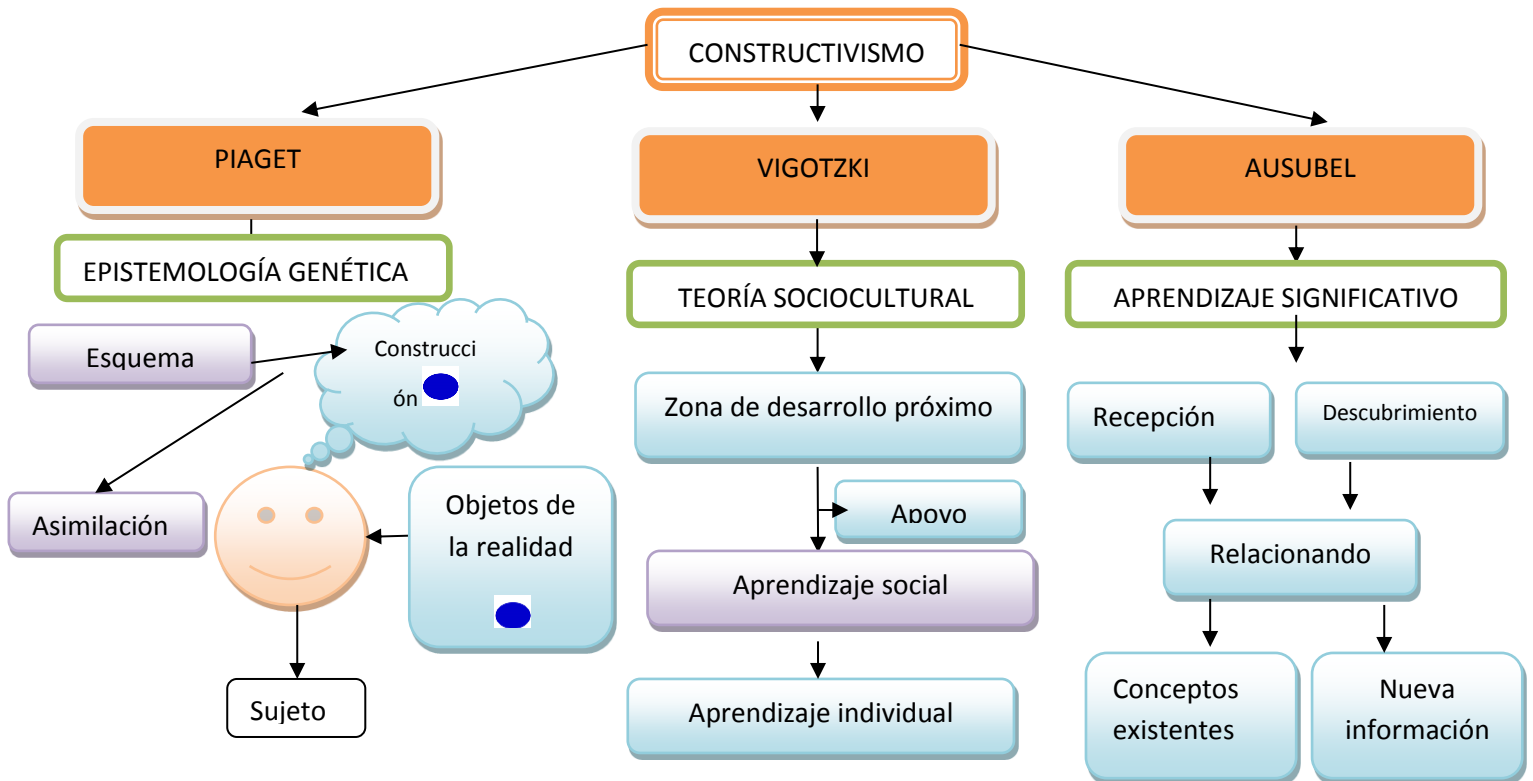 CONSTRUCTIVISMO
PIAGET
EPISTEMOLOGÍA GENÉTICA
Esquema
Construcci
ón
Asimilación
Objetos de
la realidad
Sujeto
VIGOTZKI
TEORÍA SOCIOCULTURAL
Zona de desarrollo próximo
Apoyo
Aprendizaje social
Aprendizaje individual
AUSUBEL
APRENDIZAJE SIGNIFICATIVO
Recepción
Descubrimiento
Relacionando
Conceptos
existentes
Nueva
información